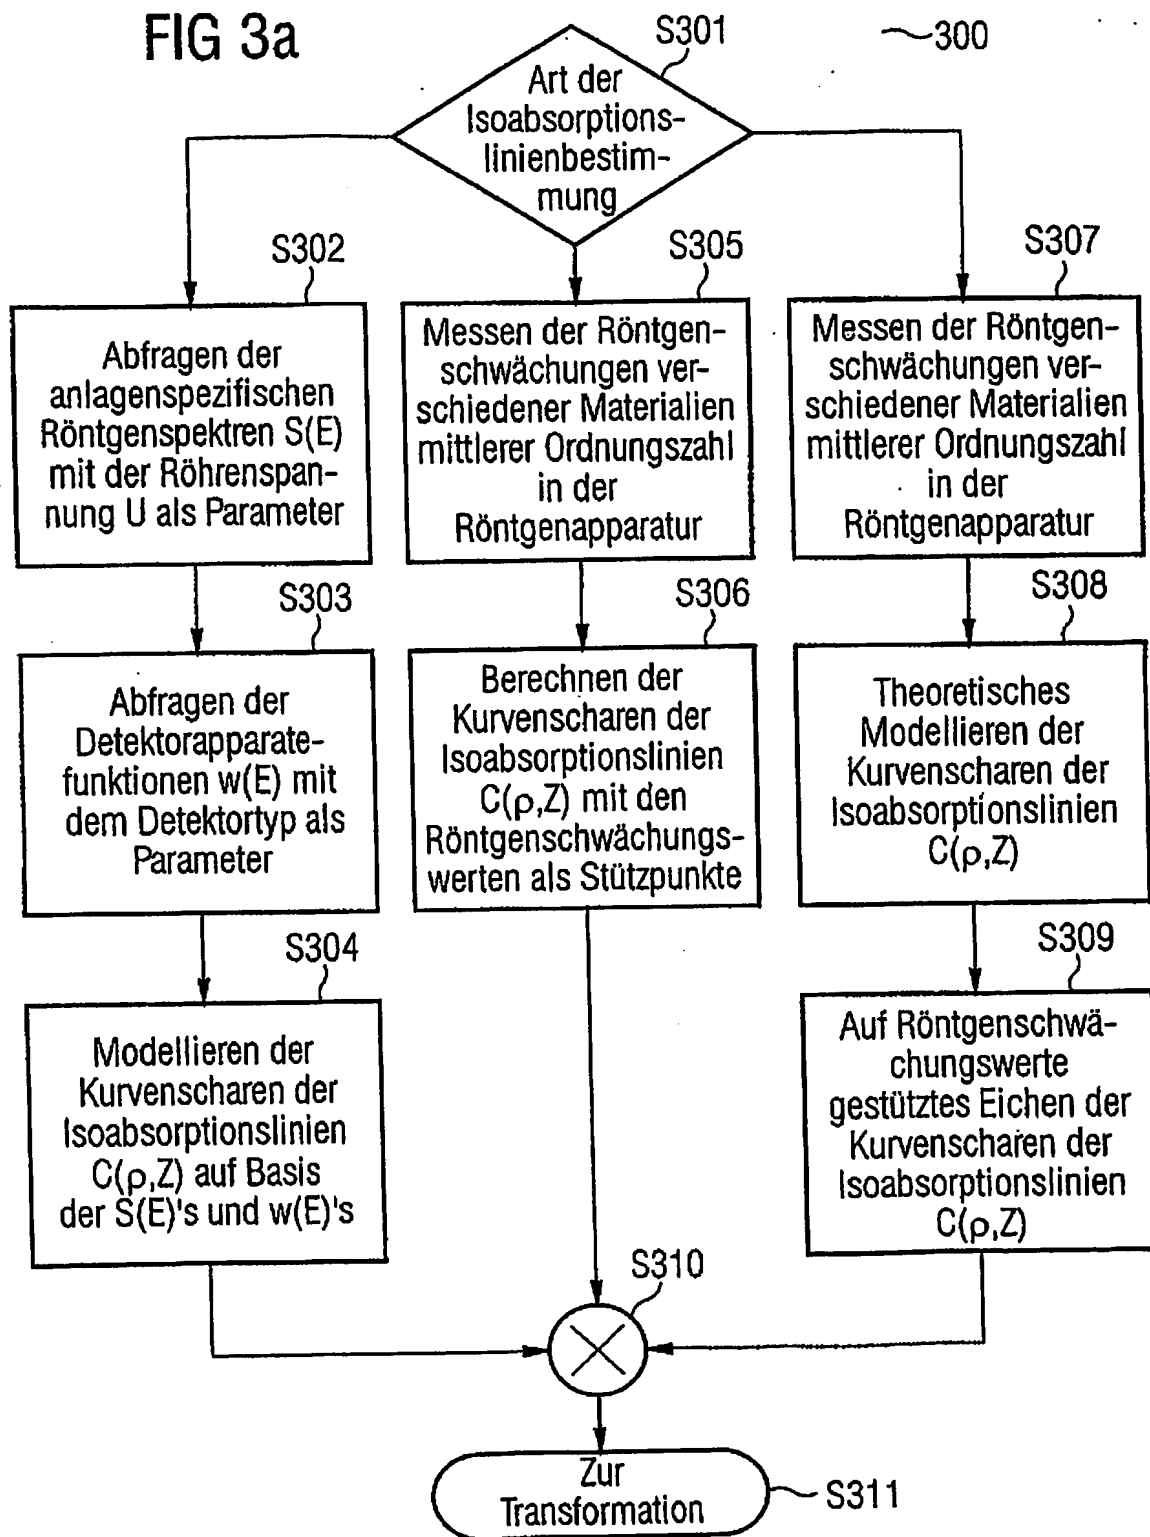 FIG 3a
300
S301
Art der
Isoabsorptions-
linienbestim-
mung
S302
Abfragen der
anlagenspezifischen
Röntgenspektren S(E)
mit der Röhrenspan-
nung U als Parameter
S303
Abfragen der
Detektorapparate-
funktionen w(E) mit
dem Detektortyp als
Parameter
S304
Modellieren der
Kurvenscharen der
Isoabsorptionslinien
C(ρ,Z) auf Basis
der S(E)'s und w(E)'s
S305
Messen der Röntgen-
schwächungen ver-
schiedener Materialien
mittlerer Ordnungszahl
in der
Röntgenapparatur
S306
Berechnen der
Kurvenscharen der
Isoabsorptionslinien
C(ρ,Z) mit den
Röntgenschwächungs-
werten als Stützpunkte
S307
Messen der Röntgen-
schwächungen ver-
schiedener Materialien
mittlerer Ordnungszahl
in der
Röntgenapparatur
S308
Theoretisches
Modellieren der
Kurvenscharen der
Isoabsorptionslinien
C(ρ,Z)
S309
Auf Röntgenschwä-
chungswerte
gestütztes Eichen der
Kurvenscharen der
Isoabsorptionslinien
C(ρ,Z)
S310
Zur
Transformation
S311